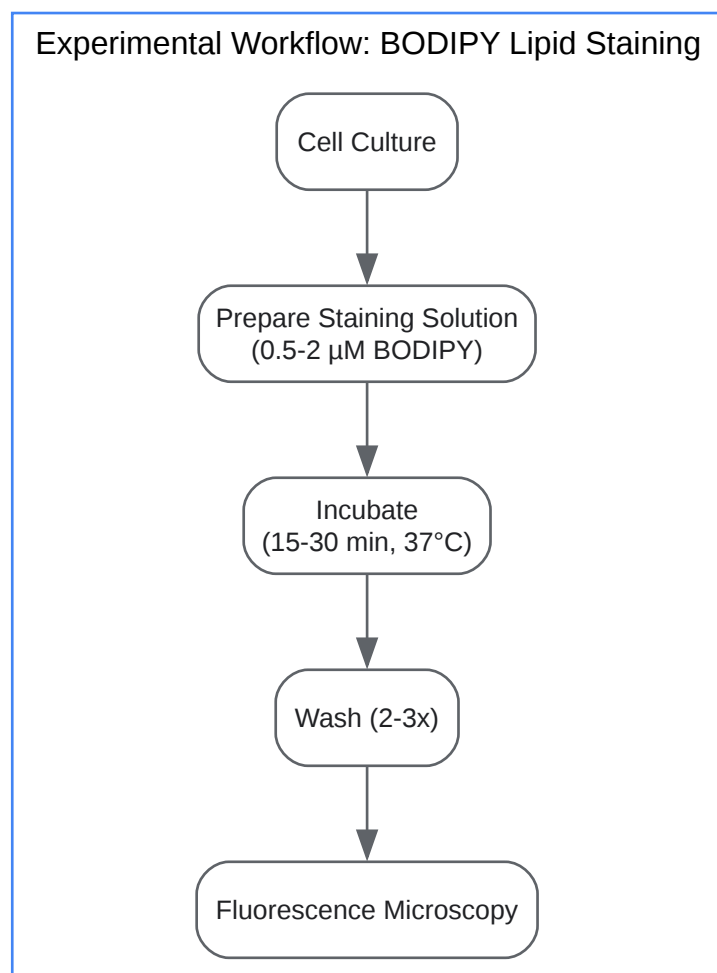 Experimental Workflow: BODIPY Lipid Staining
Cell Culture
Prepare Staining Solution
(0.5-2 µM BODIPY)
Incubate
(15-30 min, 37°C)
Wash (2-3x)
Fluorescence Microscopy